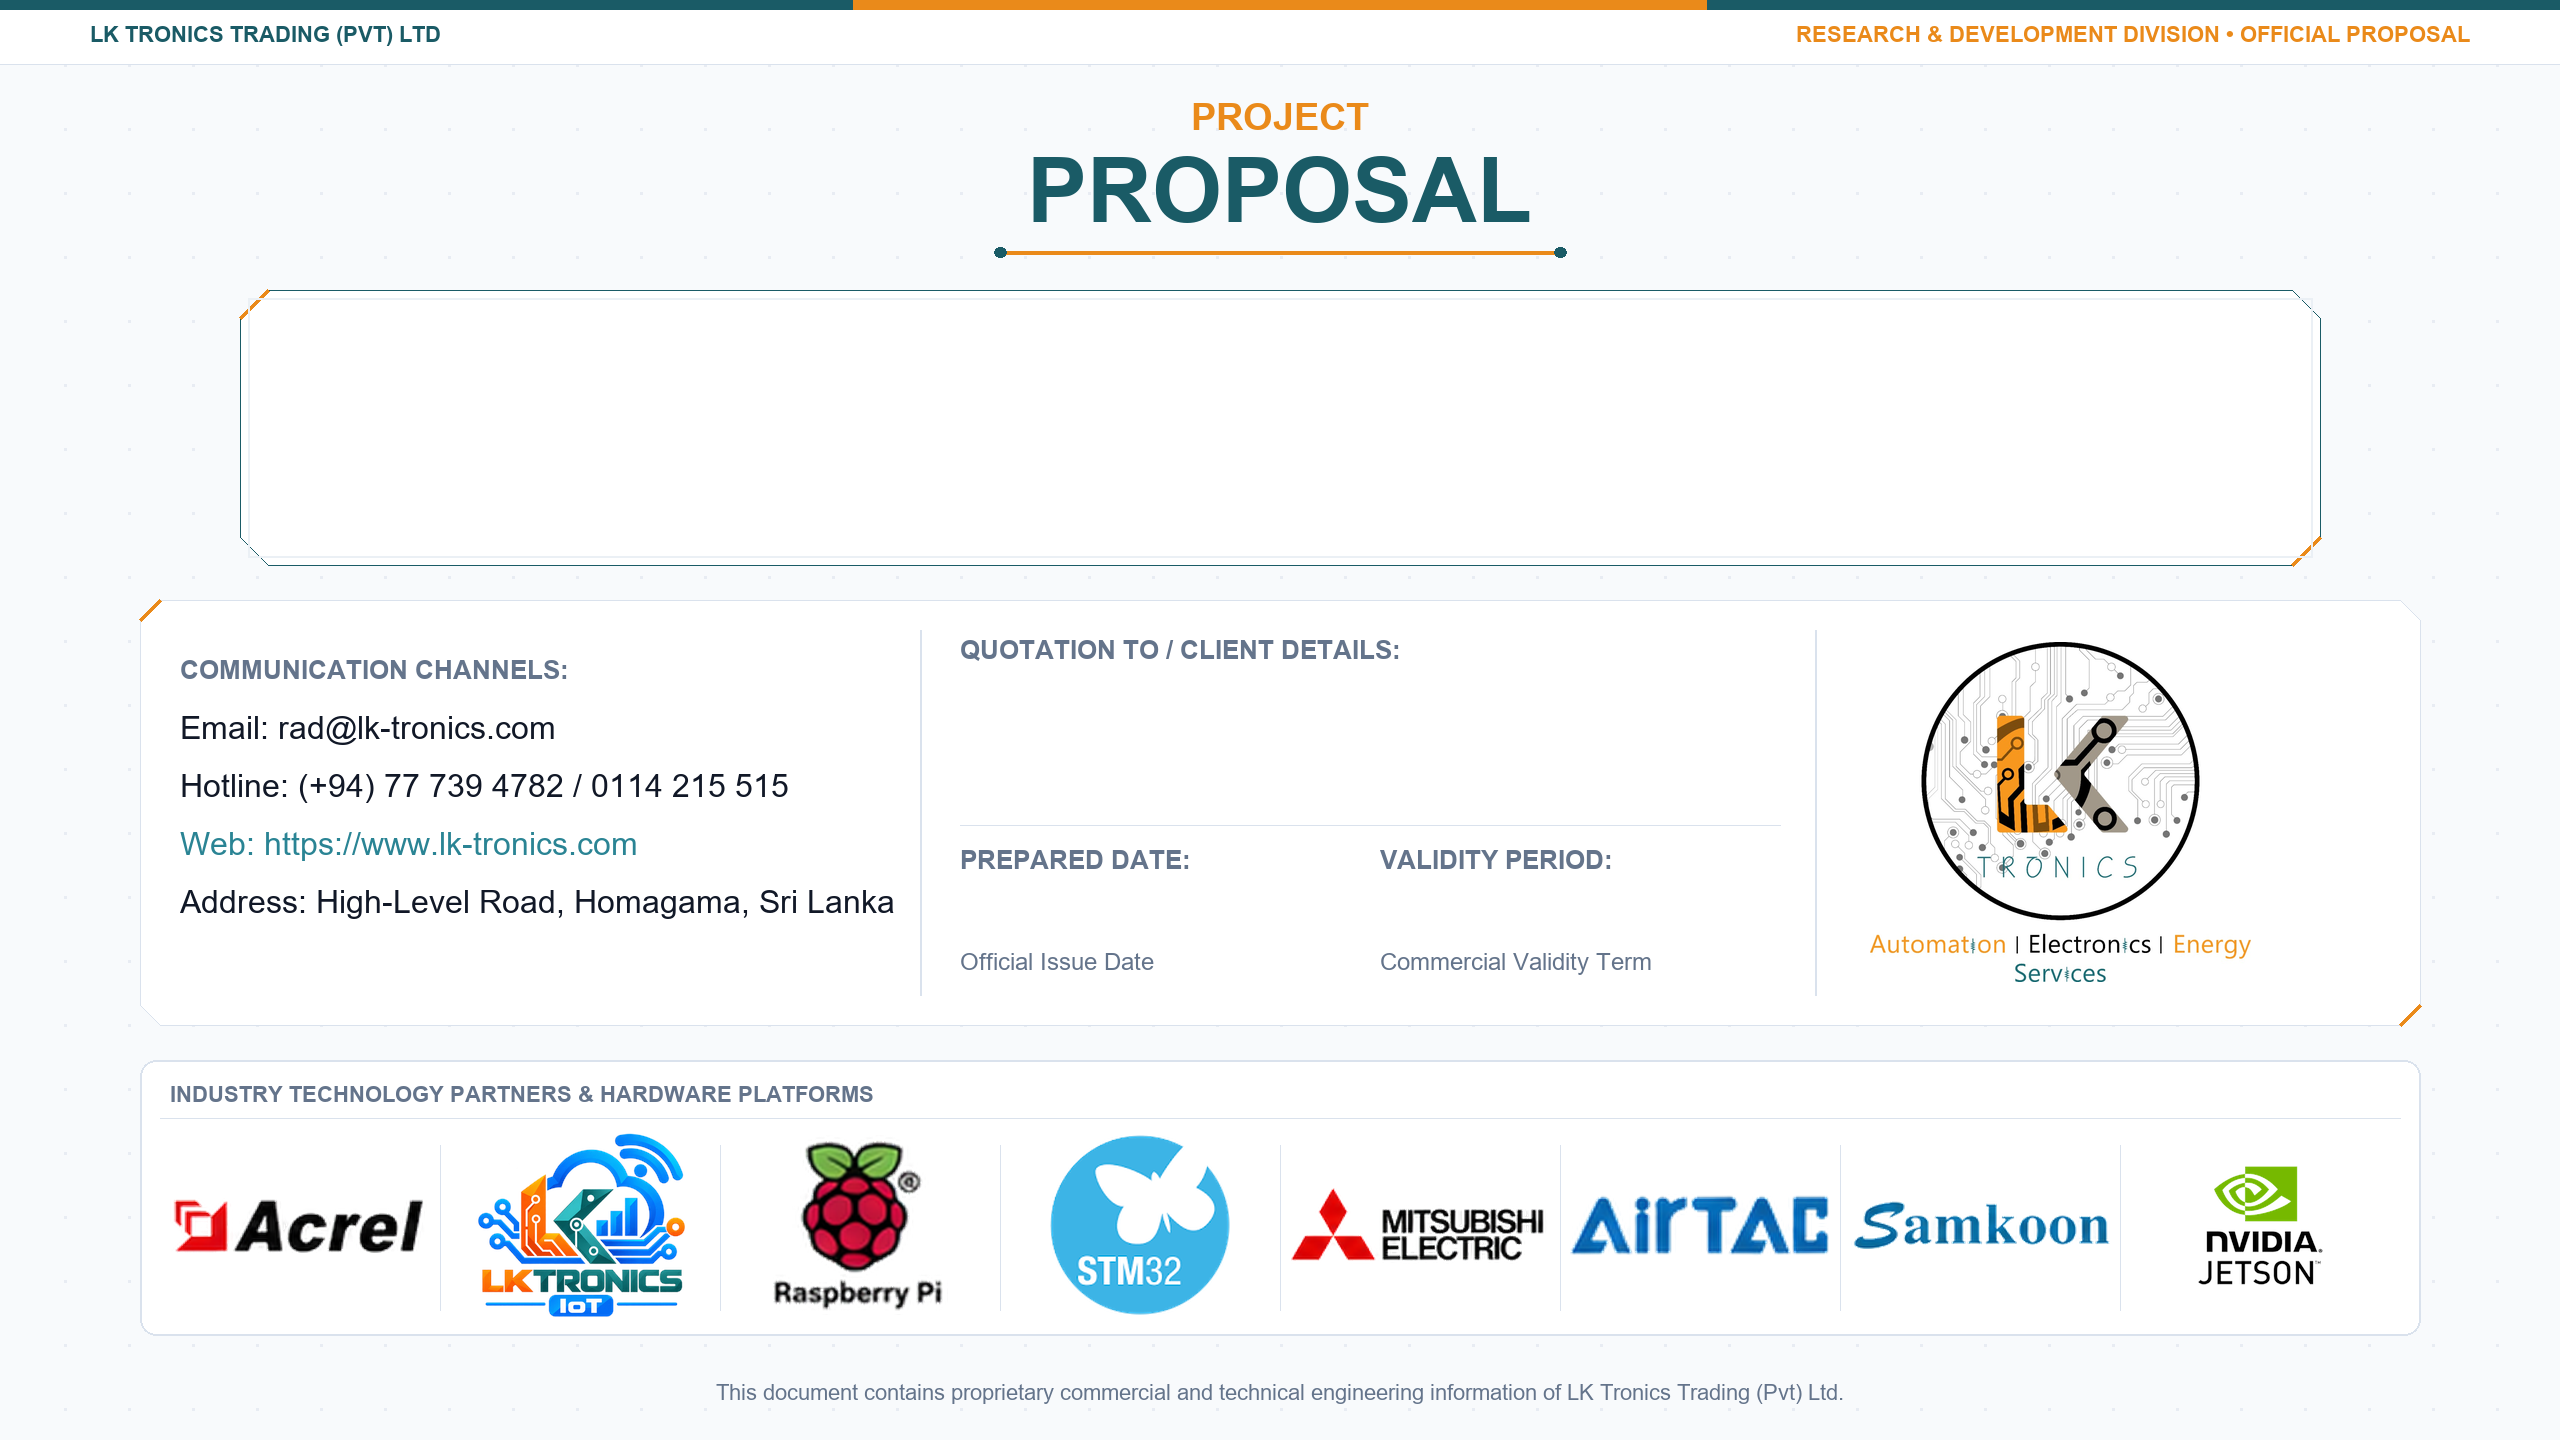 LK TRONICS TRADING (PVT) LTD
RESEARCH & DEVELOPMENT DIVISION • OFFICIAL PROPOSAL
PROJECT
PROPOSAL
COMMUNICATION CHANNELS:
Email: rad@lk-tronics.com
Hotline: (+94) 77 739 4782 / 0114 215 515
Web: https://www.lk-tronics.com
Address: High-Level Road, Homagama, Sri Lanka
QUOTATION TO / CLIENT DETAILS:
PREPARED DATE:
VALIDITY PERIOD:
Official Issue Date
Commercial Validity Term
LK
TRONICS
Automation | Electronics | Energy
Services
INDUSTRY TECHNOLOGY PARTNERS & HARDWARE PLATFORMS
Acrel
LK
LKTRONICS
IoT
Raspberry Pi
®
STM32
MITSUBISHI
ELECTRIC
AirTAC
Samkoon
NVIDIA.
JETSON™
This document contains proprietary commercial and technical engineering information of LK Tronics Trading (Pvt) Ltd.